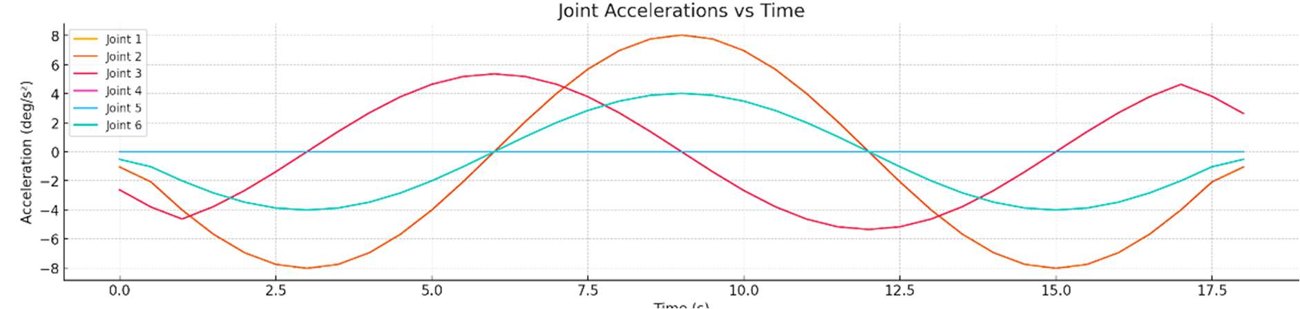 Joint Accelerations vs Time
Acceleration (deg/s²)
8
6
4
2
0
−2
−4
−6
−8
Joint 1
Joint 2
Joint 3
Joint 4
Joint 5
Joint 6
0.0 2.5 5.0 7.5 10.0 12.5 15.0 17.5
Time (s)